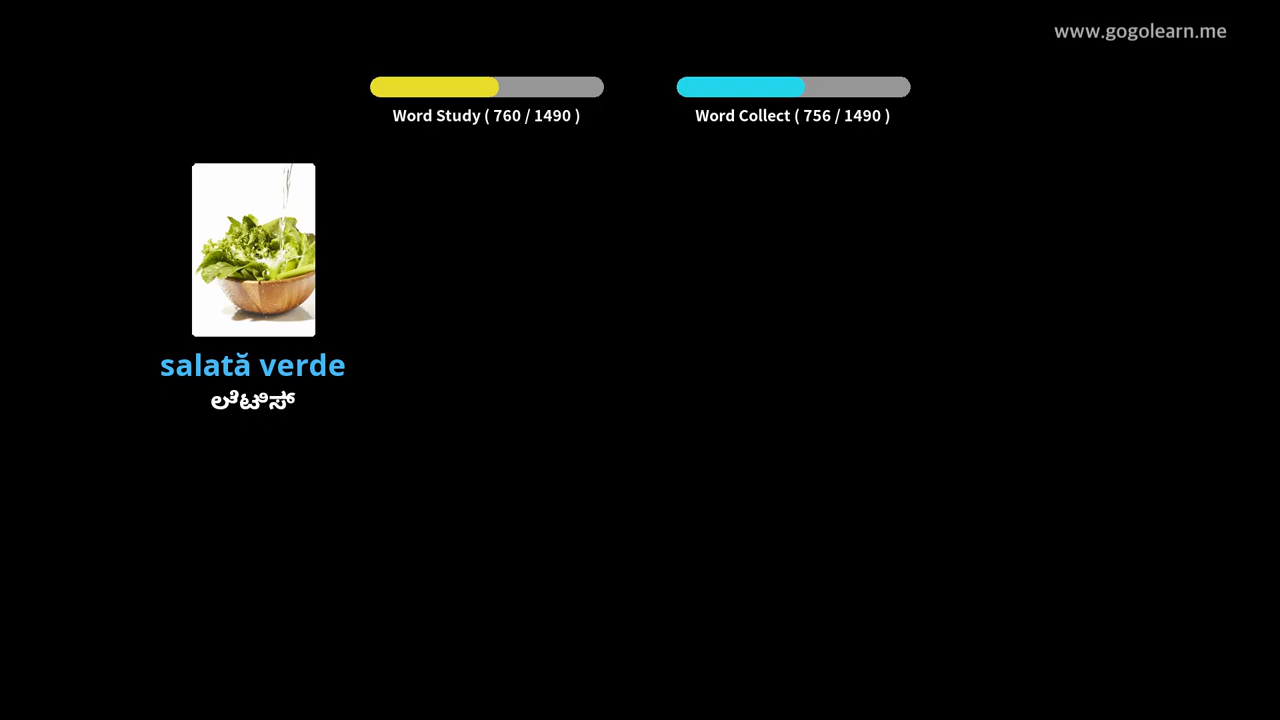 www.gogolearn.me
Word Study ( 760 / 1490 )
Word Collect ( 756 / 1490 )
salată verde
ಲೆಟಿಸ್